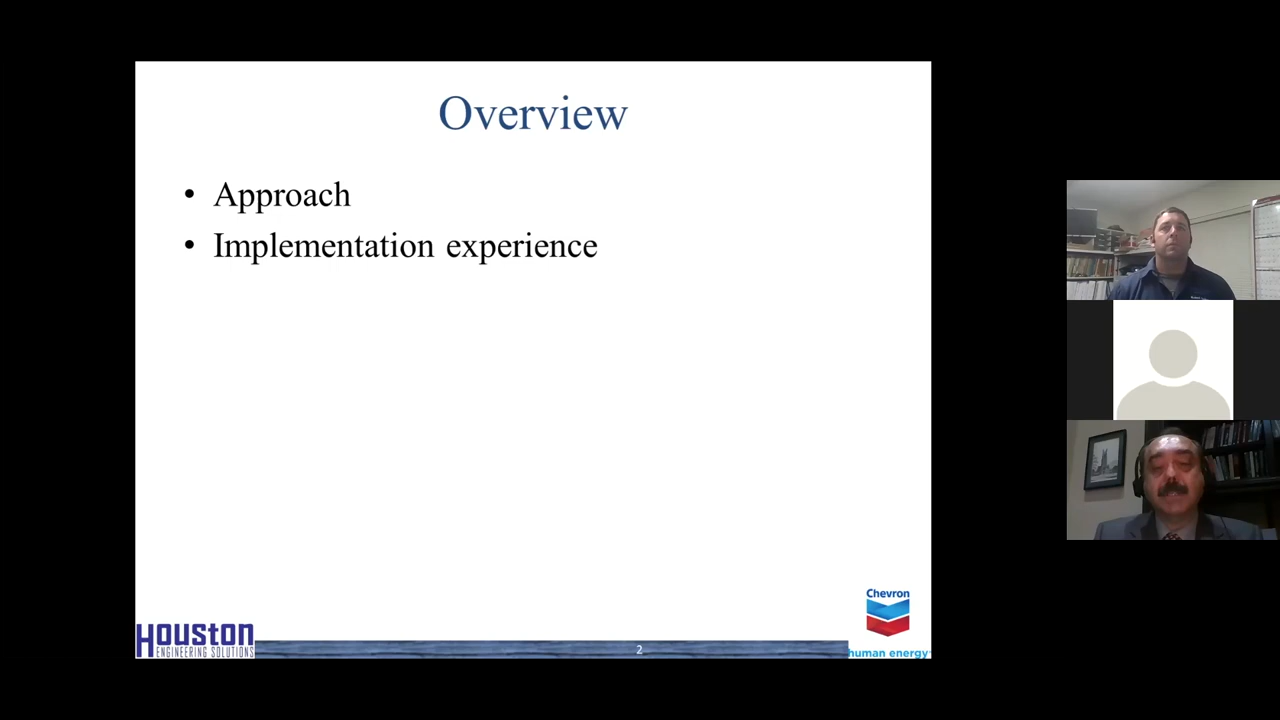 Overview
• Approach
• Implementation experience
Chevron
Houston
ENGINEERING SOLUTIONS
2
human energy